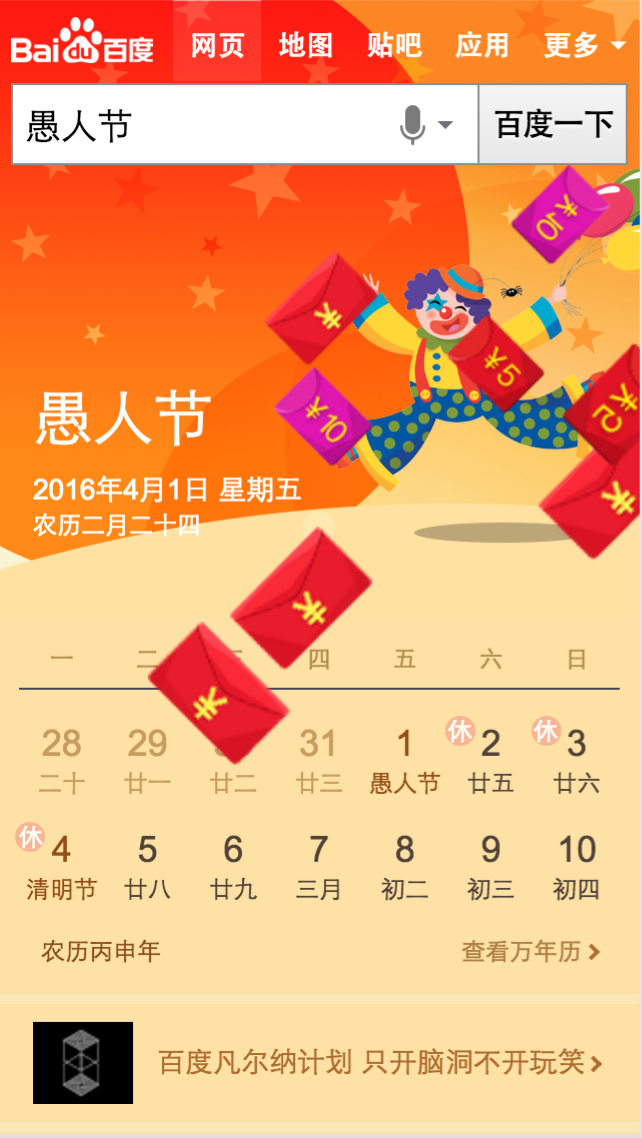 Bai du 百度 网页 地图 贴吧 应用 更多
愚人节 百度一下
¥10
¥
¥5
¥10
¥5
¥
愚人节
2016年4月1日 星期五
农历二月二十四
¥
¥
一 二 三 四 五 六 日
28 29 31 1 休 2 休 3
二十 廿一 廿二 廿三 愚人节 廿五 廿六
休 4 5 6 7 8 9 10
清明节 廿八 廿九 三月 初二 初三 初四
农历丙申年 查看万年历
百度凡尔纳计划 只开脑洞不开玩笑